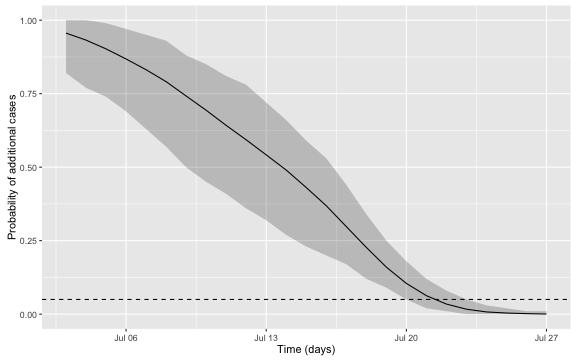 1.00
0.75
0.50
0.25
0.00
Probability of additional cases
Jul 06
Jul 13
Jul 20
Jul 27
Time (days)